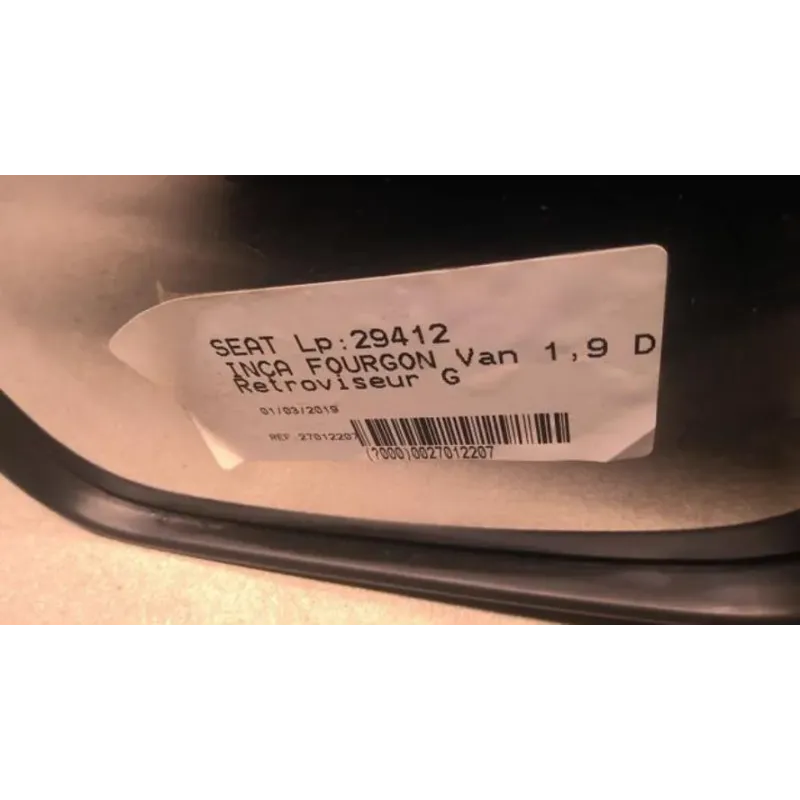 SEAT Lp:29412
INCA FOURGON Van 1,9 D
Retroviseur G
01/03/2019
REF 27012207
(?000)0027012207